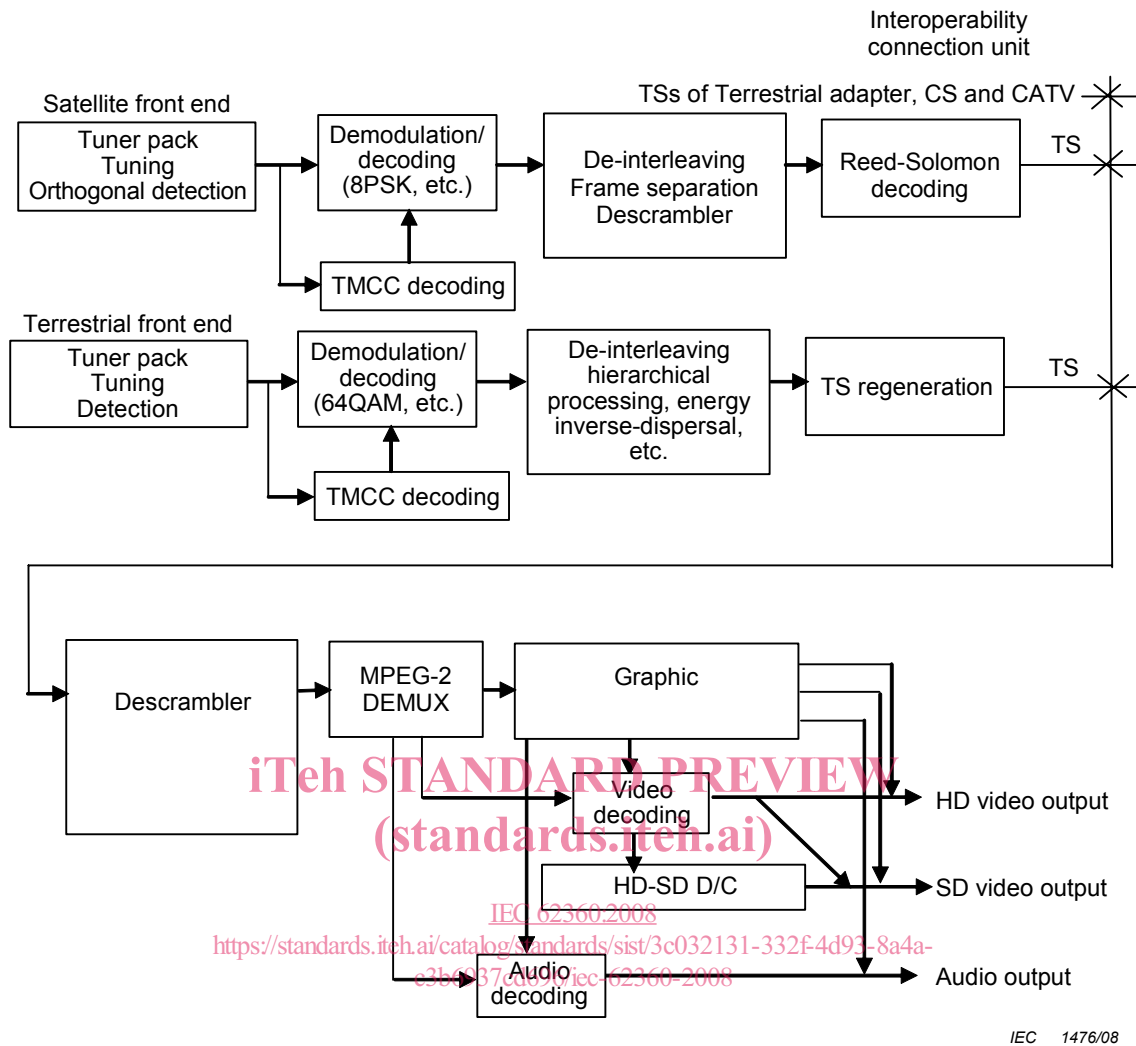 Interoperability
connection unit
TSs of Terrestrial adapter, CS and CATV
Satellite front end
Tuner pack
Tuning
Orthogonal detection
Demodulation/
decoding
(8PSK, etc.)
De-interleaving
Frame separation
Descrambler
Reed-Solomon
decoding
TS
TMCC decoding
Terrestrial front end
Tuner pack
Tuning
Detection
Demodulation/
decoding
(64QAM, etc.)
De-interleaving
hierarchical
processing, energy
inverse-dispersal,
etc.
TS regeneration
TS
TMCC decoding
Descrambler
MPEG-2
DEMUX
Graphic
iTeh STANDARD PREVIEW
(standards.iteh.ai)
Video
decoding
HD video output
HD-SD D/C
SD video output
IEC 62360:2008
https://standards.iteh.ai/catalog/standards/sist/3c032131-332f-4d93-8a4a-
Audio
decoding
Audio output
IEC 1476/08